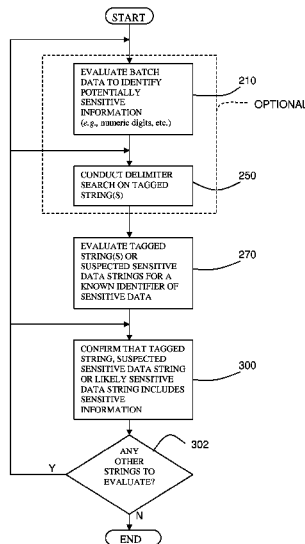 START
EVALUATE BATCH
DATA TO IDENTIFY
POTENTIALLY
SENSITIVE
INFORMATION
(e.g., numeric digits, etc.)
210
OPTIONAL
CONDUCT DELIMITER
SEARCH ON TAGGED
STRING(S)
250
EVALUATE TAGGED
STRING(S) OR
SUSPECTED SENSITIVE
DATA STRINGS FOR A
KNOWN IDENTIFIER OF
SENSITIVE DATA
270
CONFIRM THAT TAGGED
STRING, SUSPECTED
SENSITIVE DATA STRING
OR LIKELY SENSITIVE
DATA STRING INCLUDES
SENSITIVE
INFORMATION
300
302
ANY
OTHER
STRINGS TO
EVALUATE?
Y
N
END